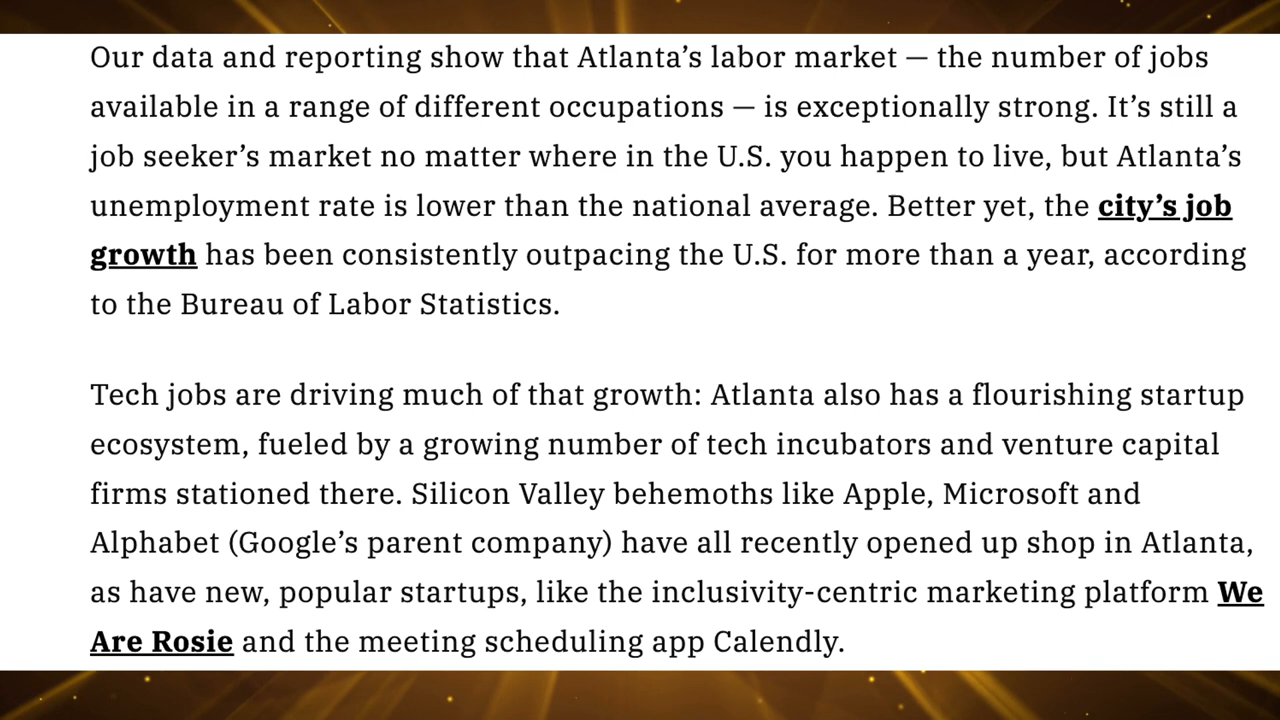 Our data and reporting show that Atlanta’s labor market — the number of jobs
available in a range of different occupations — is exceptionally strong. It’s still a
job seeker’s market no matter where in the U.S. you happen to live, but Atlanta’s
unemployment rate is lower than the national average. Better yet, the city’s job
growth has been consistently outpacing the U.S. for more than a year, according
to the Bureau of Labor Statistics.
Tech jobs are driving much of that growth: Atlanta also has a flourishing startup
ecosystem, fueled by a growing number of tech incubators and venture capital
firms stationed there. Silicon Valley behemoths like Apple, Microsoft and
Alphabet (Google’s parent company) have all recently opened up shop in Atlanta,
as have new, popular startups, like the inclusivity-centric marketing platform We
Are Rosie and the meeting scheduling app Calendly.